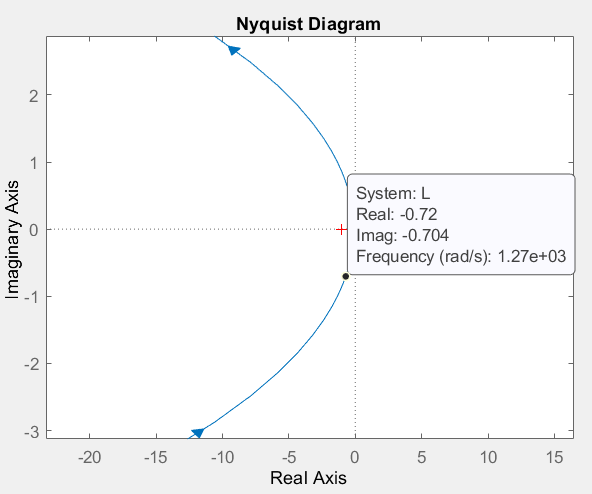 Nyquist Diagram
Imaginary Axis
2
1
0
-1
-2
-3
System: L
Real: -0.72
Imag: -0.704
Frequency (rad/s): 1.27e+03
-20 -15 -10 -5 0 5 10 15
Real Axis